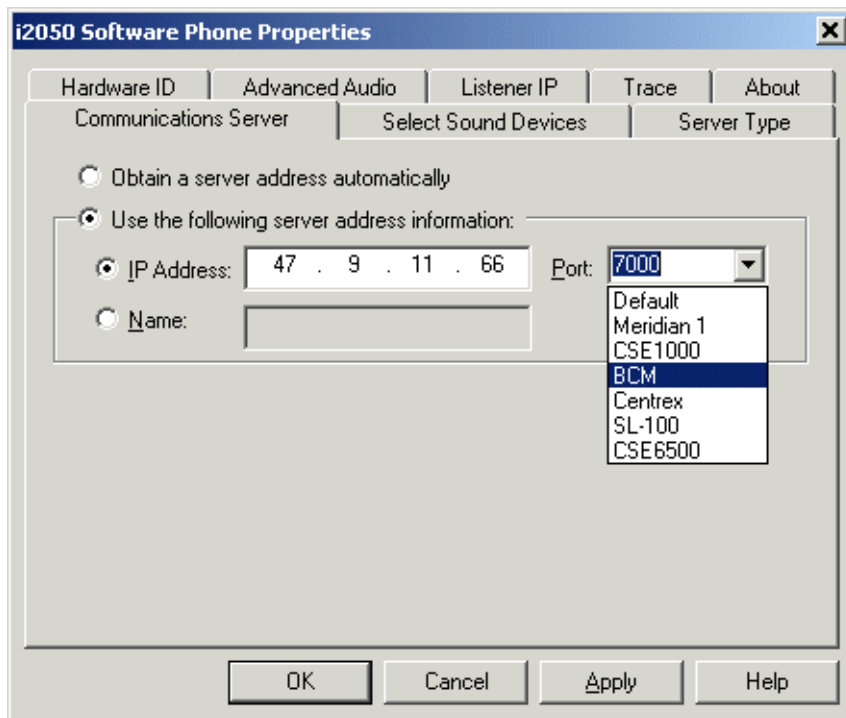 i2050 Software Phone Properties
Hardware ID Advanced Audio Listener IP Trace About
Communications Server Select Sound Devices Server Type
Obtain a server address automatically
Use the following server address information:
IP Address: 47 . 9 . 11 . 66 Port: 7000
Name:
Default
Meridian 1
CSE1000
BCM
Centrex
SL-100
CSE6500
OK Cancel Apply Help